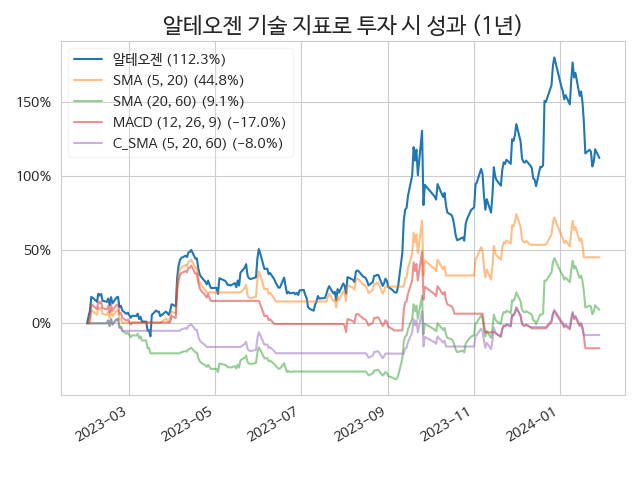 알테오젠 기술 지표로 투자 시 성과 (1년)
알테오젠 (112.3%)
SMA (5, 20) (44.8%)
SMA (20, 60) (9.1%)
MACD (12, 26, 9) (-17.0%)
C_SMA (5, 20, 60) (-8.0%)
150%
100%
50%
0%
2023-03
2023-05
2023-07
2023-09
2023-11
2024-01